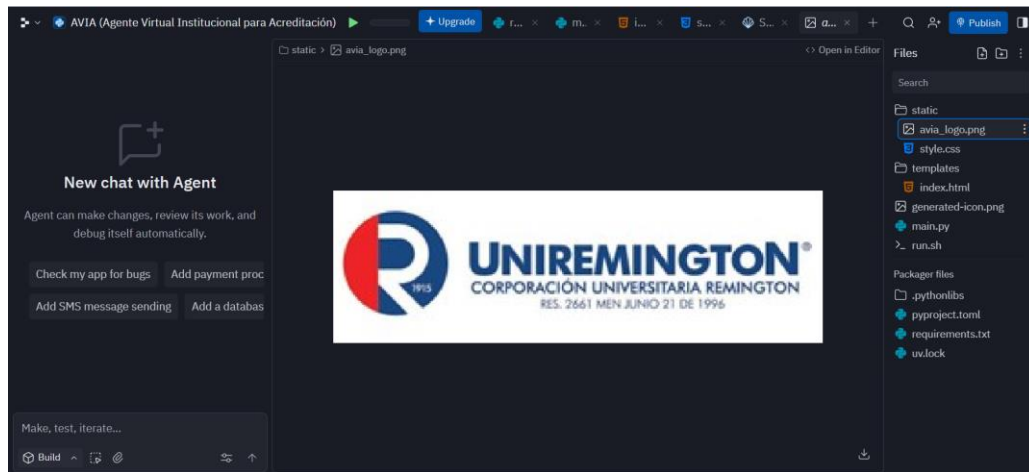 AVIA (Agente Virtual Institucional para Acreditación)
Upgrade
r...
m..
i...
s...
S...
a...
Publish
static > avia_logo.png
<> Open in Editor
Files
Search
static
avia_logo.png
style.css
templates
index.html
generated-icon.png
main.py
run.sh
Packager files
.pythonlibs
pyproject.toml
requirements.txt
uv.lock
New chat with Agent
Agent can make changes, review its work, and
debug itself automatically.
Check my app for bugs
Add payment proc
Add SMS message sending
Add a databas
R
1915
UNIREMINGTON®
CORPORACIÓN UNIVERSITARIA REMINGTON
RES. 2661 MEN JUNIO 21 DE 1996
Make, test, iterate...
Build